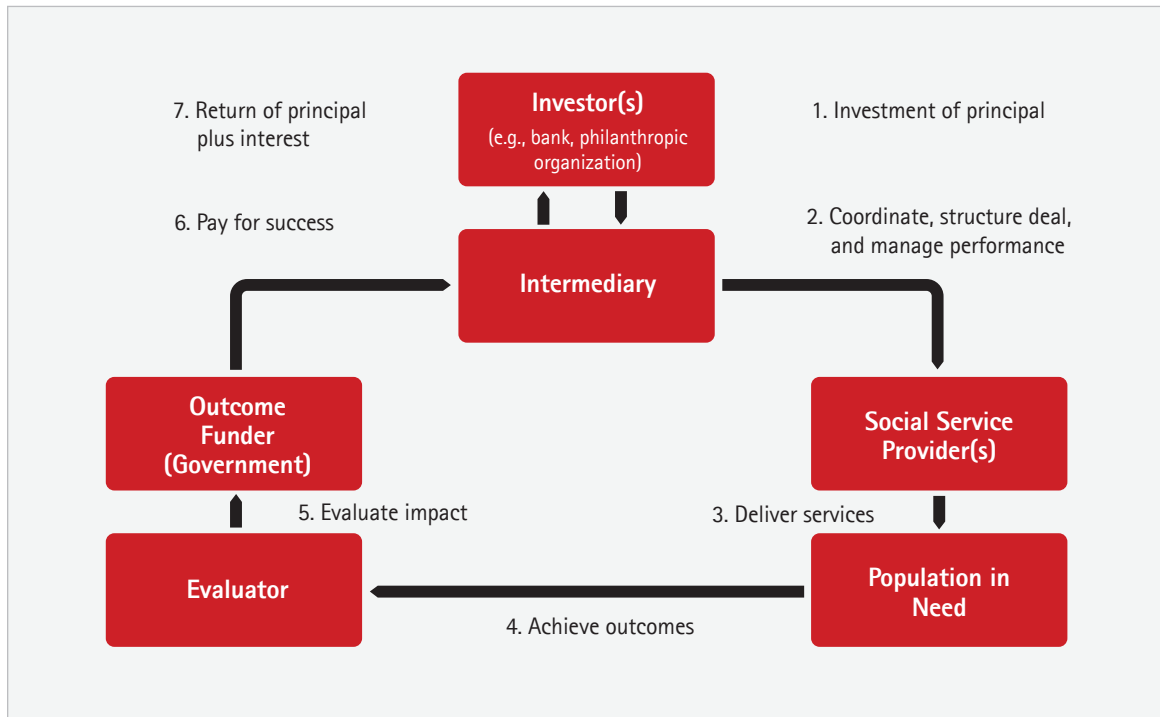 7. Return of principal
plus interest
Investor(s)
(e.g., bank, philanthropic
organization)
1. Investment of principal
6. Pay for success
2. Coordinate, structure deal,
and manage performance
Intermediary
Outcome
Funder
(Government)
Social Service
Provider(s)
5. Evaluate impact
3. Deliver services
Evaluator
Population in
Need
4. Achieve outcomes